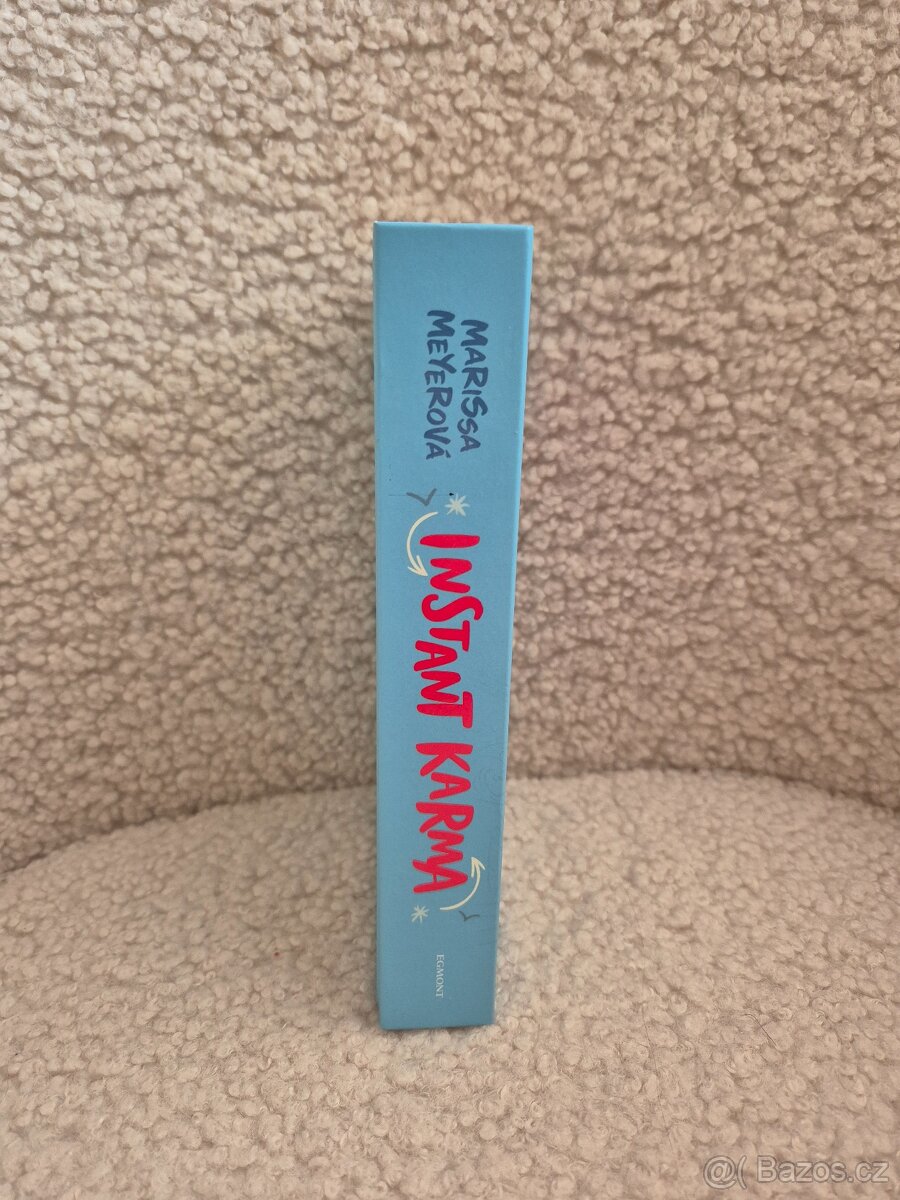 MARISSA
MEYEROVÁ
INSTANT KARMA
EGMONT
@( Bazos.cz